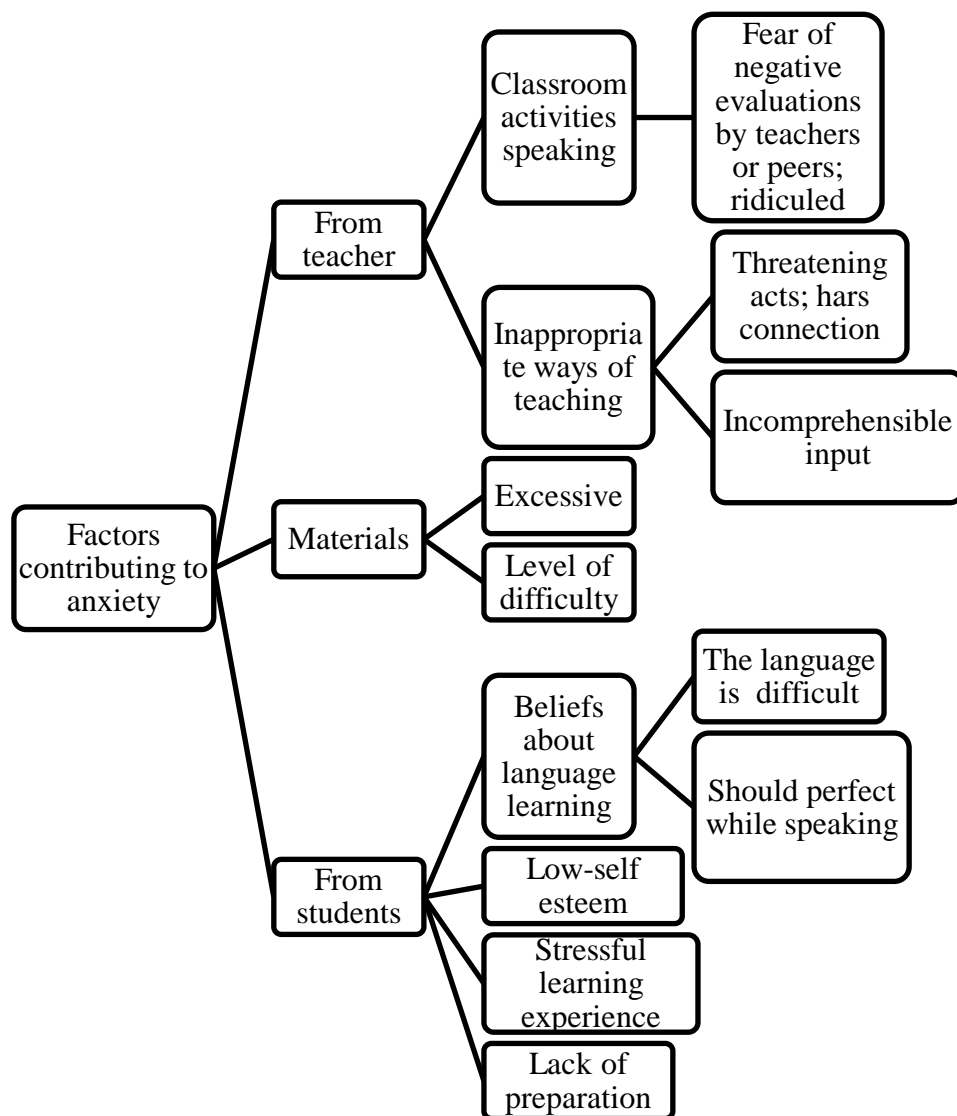 Factors
contributing to
anxiety
From
teacher
Classroom
activities
speaking
Fear of
negative
evaluations
by teachers
or peers;
ridiculed
Inappropria
te ways of
teaching
Threatening
acts; hars
connection
Incomprehensible
input
Materials
Excessive
Level of
difficulty
From
students
Beliefs
about
language
learning
The language
is  difficult
Should perfect
while speaking
Low-self
esteem
Stressful
learning
experience
Lack of
preparation